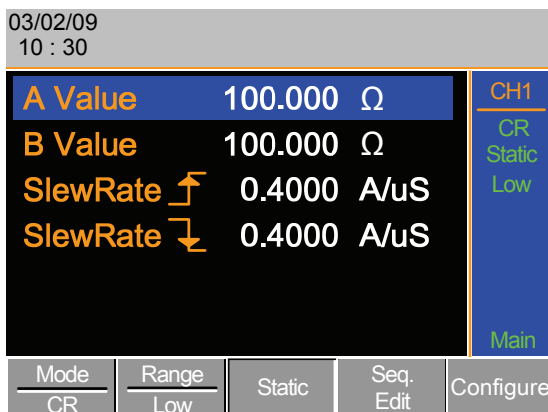 03/02/09
10 : 30
A Value 100.000 Ω
B Value 100.000 Ω
SlewRate 0.4000 A/uS
SlewRate 0.4000 A/uS
CH1
CR
Static
Low
Main
Mode
CR
Range
Low
Static
Seq.
Edit
Configure